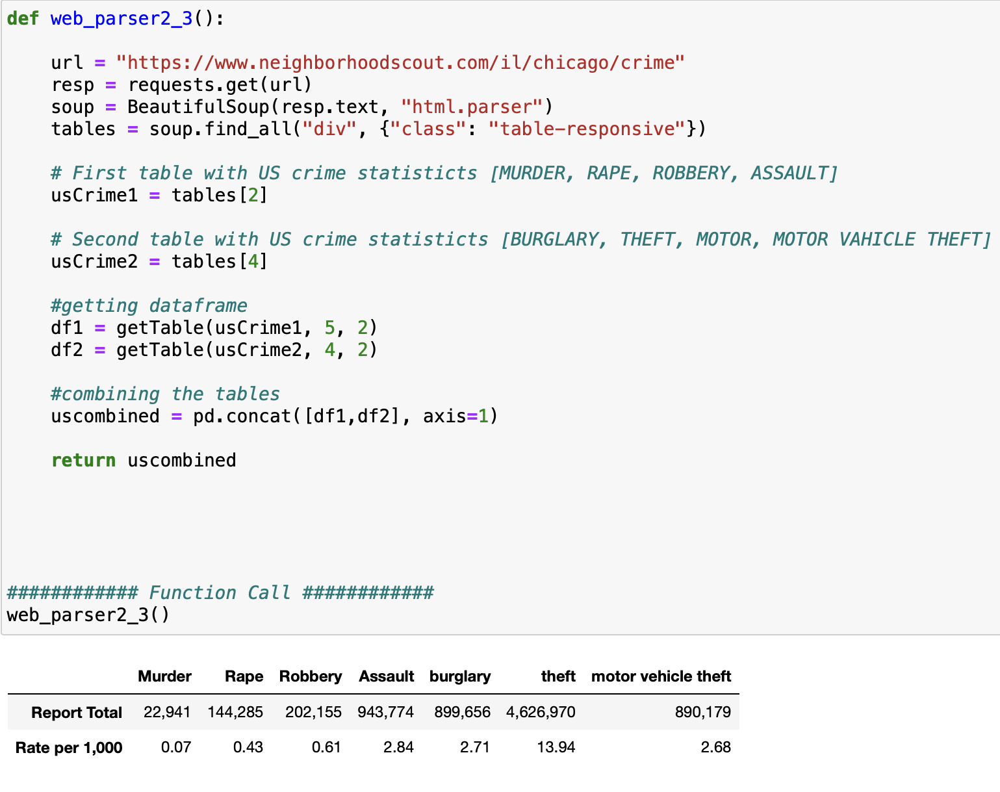 def web_parser2_3():
url = "https://www.neighborhoodscout.com/il/chicago/crime"
resp = requests.get(url)
soup = BeautifulSoup(resp.text, "html.parser")
tables = soup.find_all("div", {"class": "table-responsive"})
# First table with US crime statisticts [MURDER, RAPE, ROBBERY, ASSAULT]
usCrime1 = tables[2]
# Second table with US crime statisticts [BURGLARY, THEFT, MOTOR, MOTOR VAHICLE THEFT]
usCrime2 = tables[4]
#getting dataframe
df1 = getTable(usCrime1, 5, 2)
df2 = getTable(usCrime2, 4, 2)
#combining the tables
uscombined = pd.concat([df1,df2], axis=1)
return uscombined
############ Function Call ############
web_parser2_3()
Murder Rape Robbery Assault burglary theft motor vehicle theft
Report Total 22,941 144,285 202,155 943,774 899,656 4,626,970 890,179
Rate per 1,000 0.07 0.43 0.61 2.84 2.71 13.94 2.68